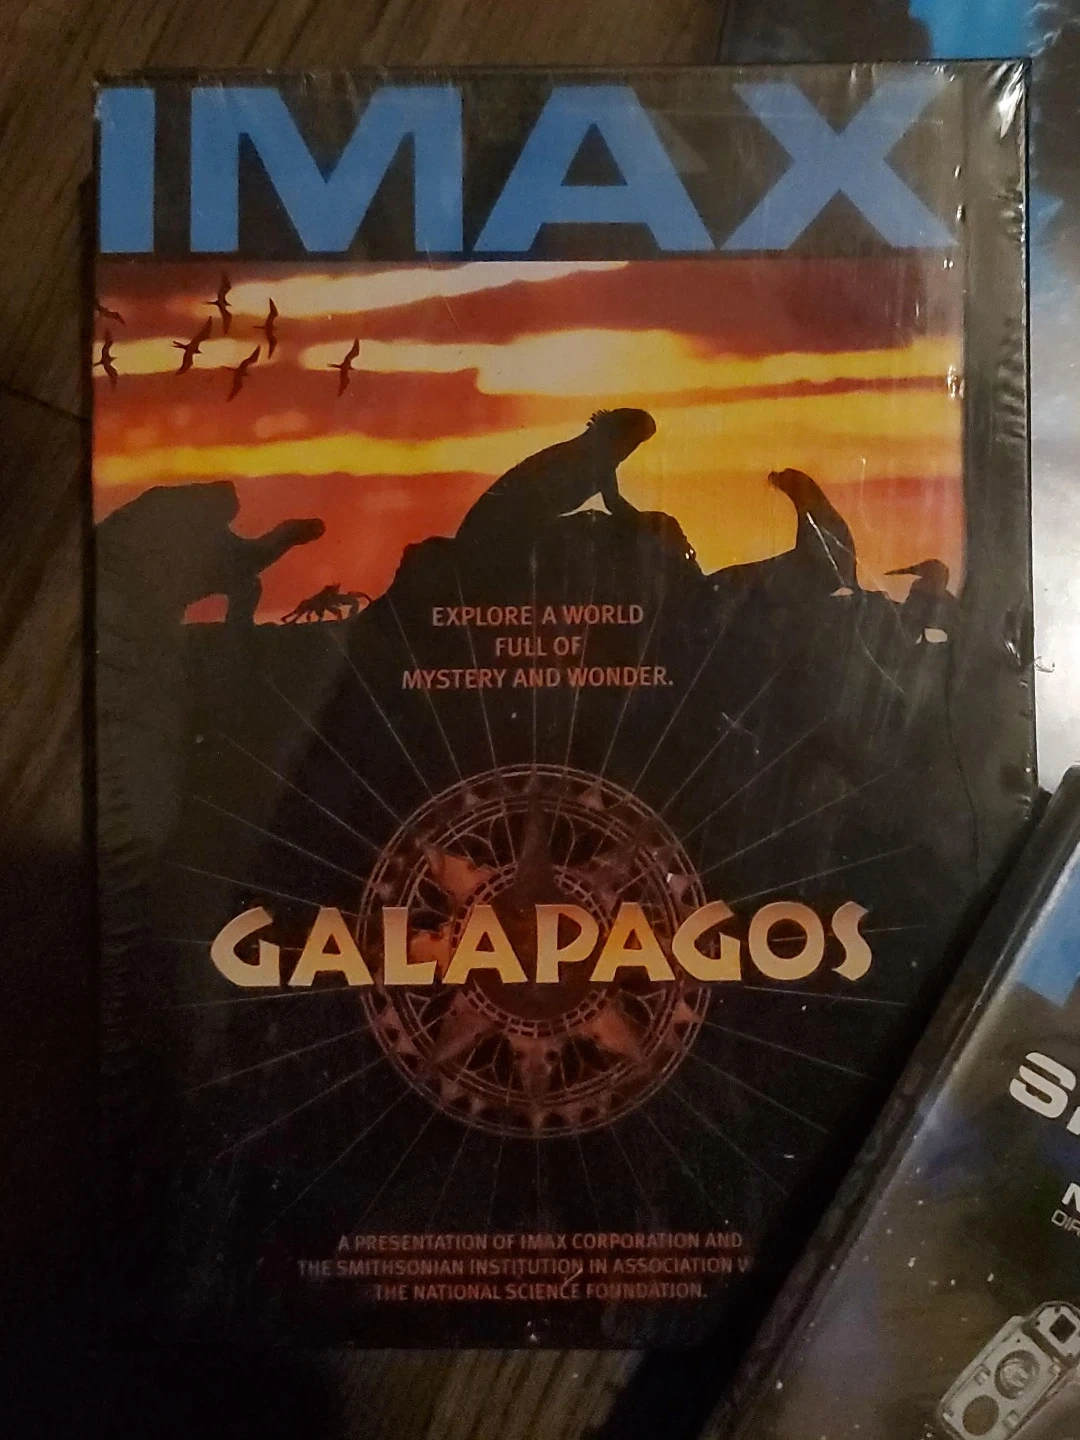 IMAX
EXPLORE A WORLD
FULL OF
MYSTERY AND WONDER.
GALAPAGOS
A PRESENTATION OF IMAX CORPORATION AND
THE SMITHSONIAN INSTITUTION IN ASSOCIATION W
THE NATIONAL SCIENCE FOUNDATION.